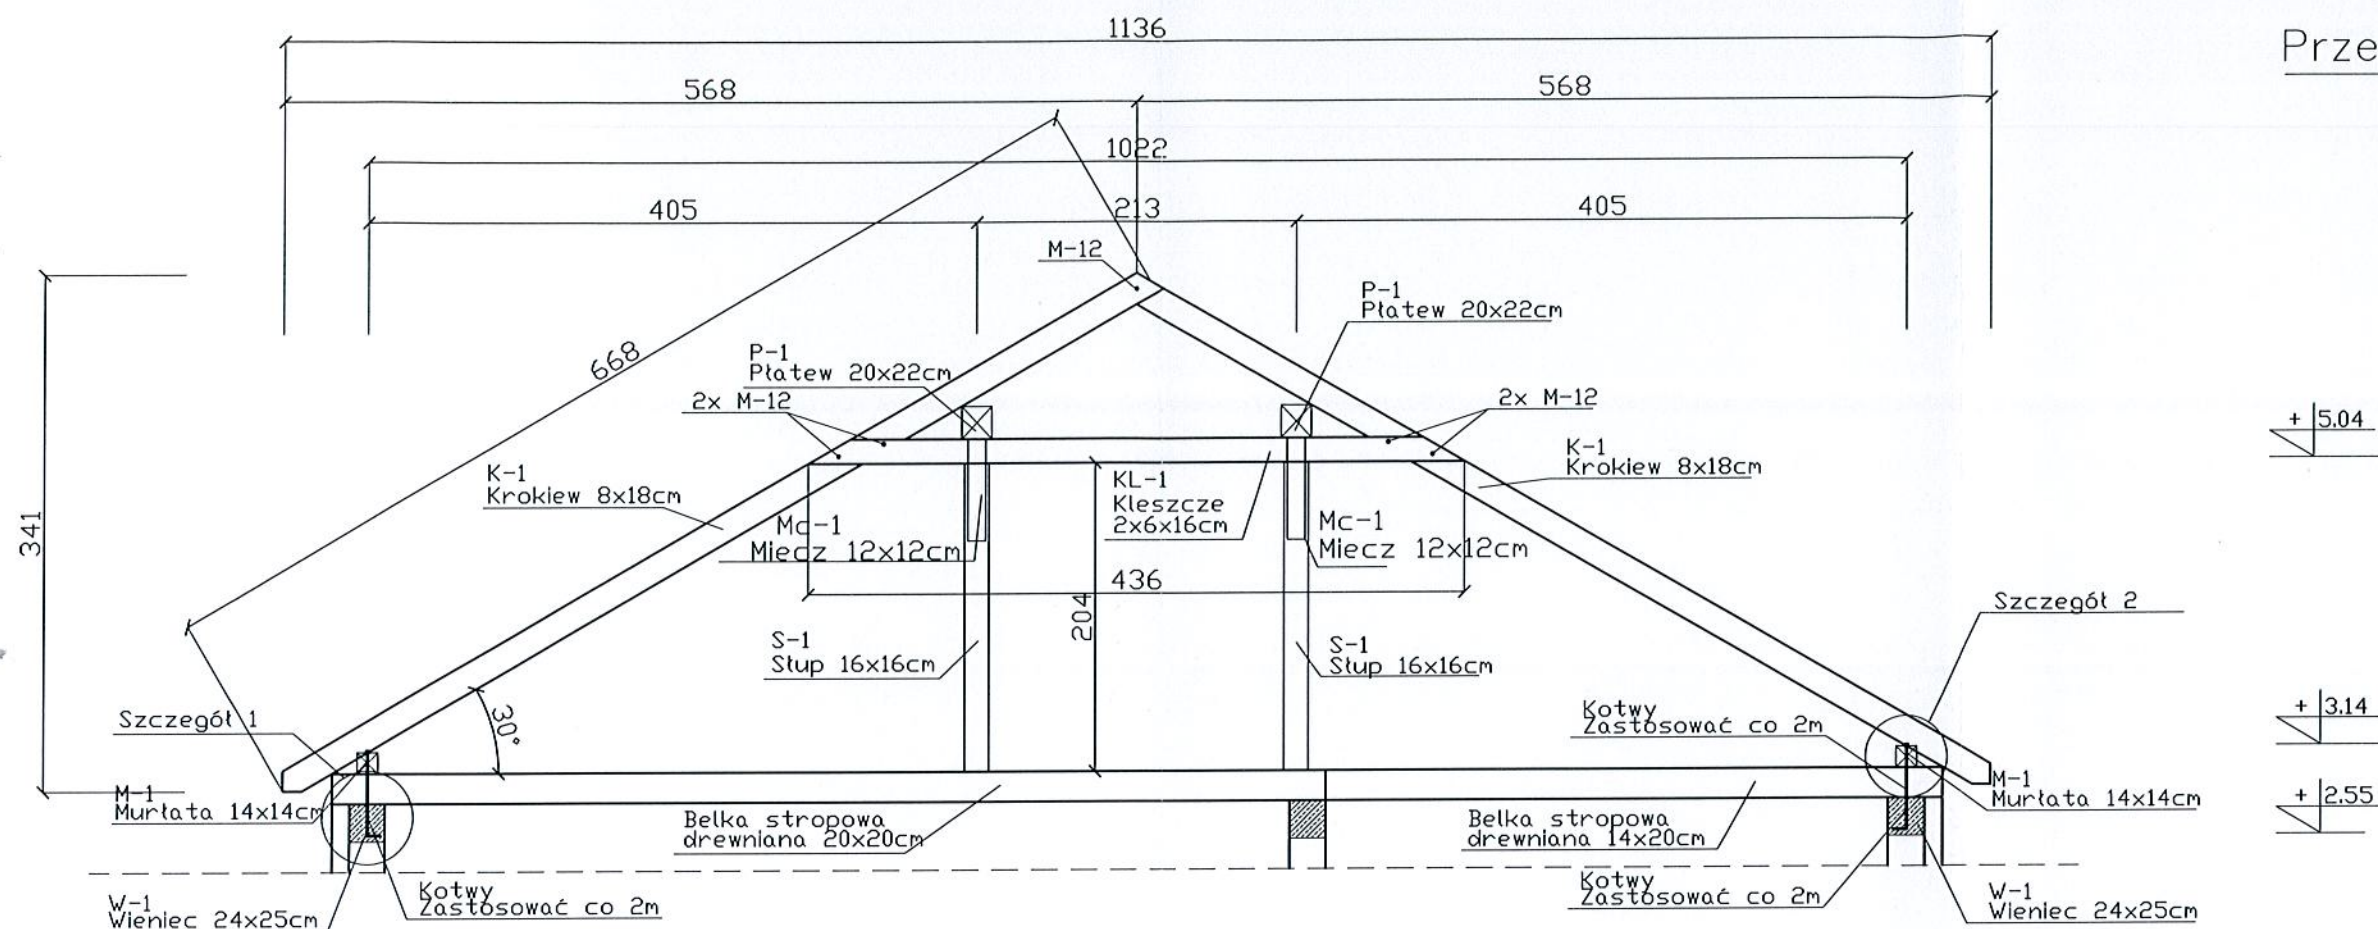 1136
Prze
568
568
1022
405
213
405
M-12
P-1
Płatew 20x22cm
668
P-1
Płatew 20x22cm
2x M-12
2x M-12
+ 5.04
K-1
Krokiew 8x18cm
K-1
Krokiew 8x18cm
KL-1
Kleszcze
2x6x16cm
341
Mc-1
Miecz 12x12cm
Mc-1
Miecz 12x12cm
436
204
Szczegół 2
S-1
Słup 16x16cm
S-1
Słup 16x16cm
30°
Szczegół 1
Kotwy
Zastosować co 2m
+ 3.14
M-1
Murłata 14x14cm
M-1
Murłata 14x14cm
+ 2.55
Belka stropowa
drewniana 20x20cm
Belka stropowa
drewniana 14x20cm
Kotwy
Zastosować co 2m
Kotwy
Zastosować co 2m
W-1
Wieniec 24x25cm
W-1
Wieniec 24x25cm